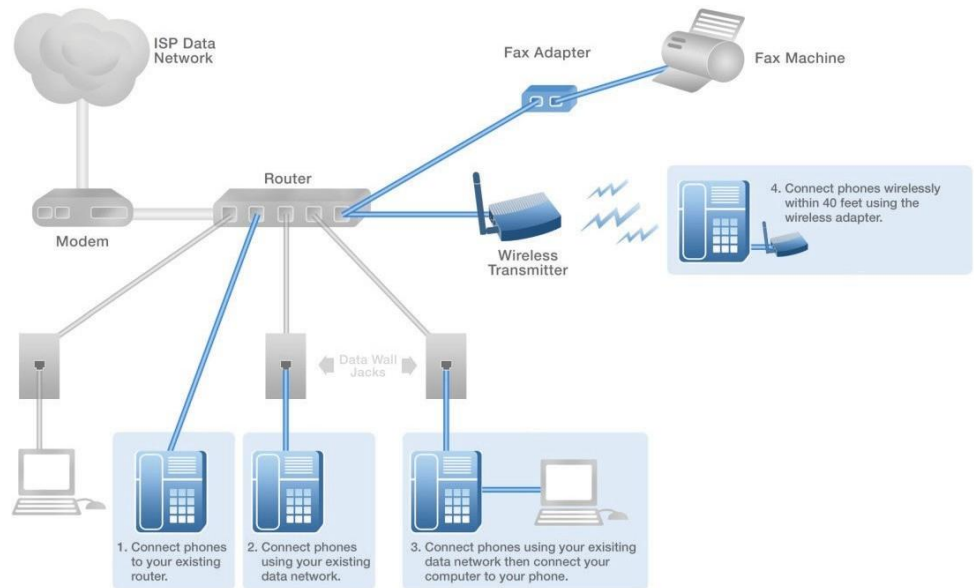 ISP Data
Network
Fax Adapter
Fax Machine
Router
Modem
Wireless
Transmitter
4. Connect phones wirelessly
within 40 feet using the
wireless adapter.
Data Wall
Jacks
1. Connect phones
to your existing
router.
2. Connect phones
using your existing
data network.
3. Connect phones using your exisiting
data network then connect your
computer to your phone.